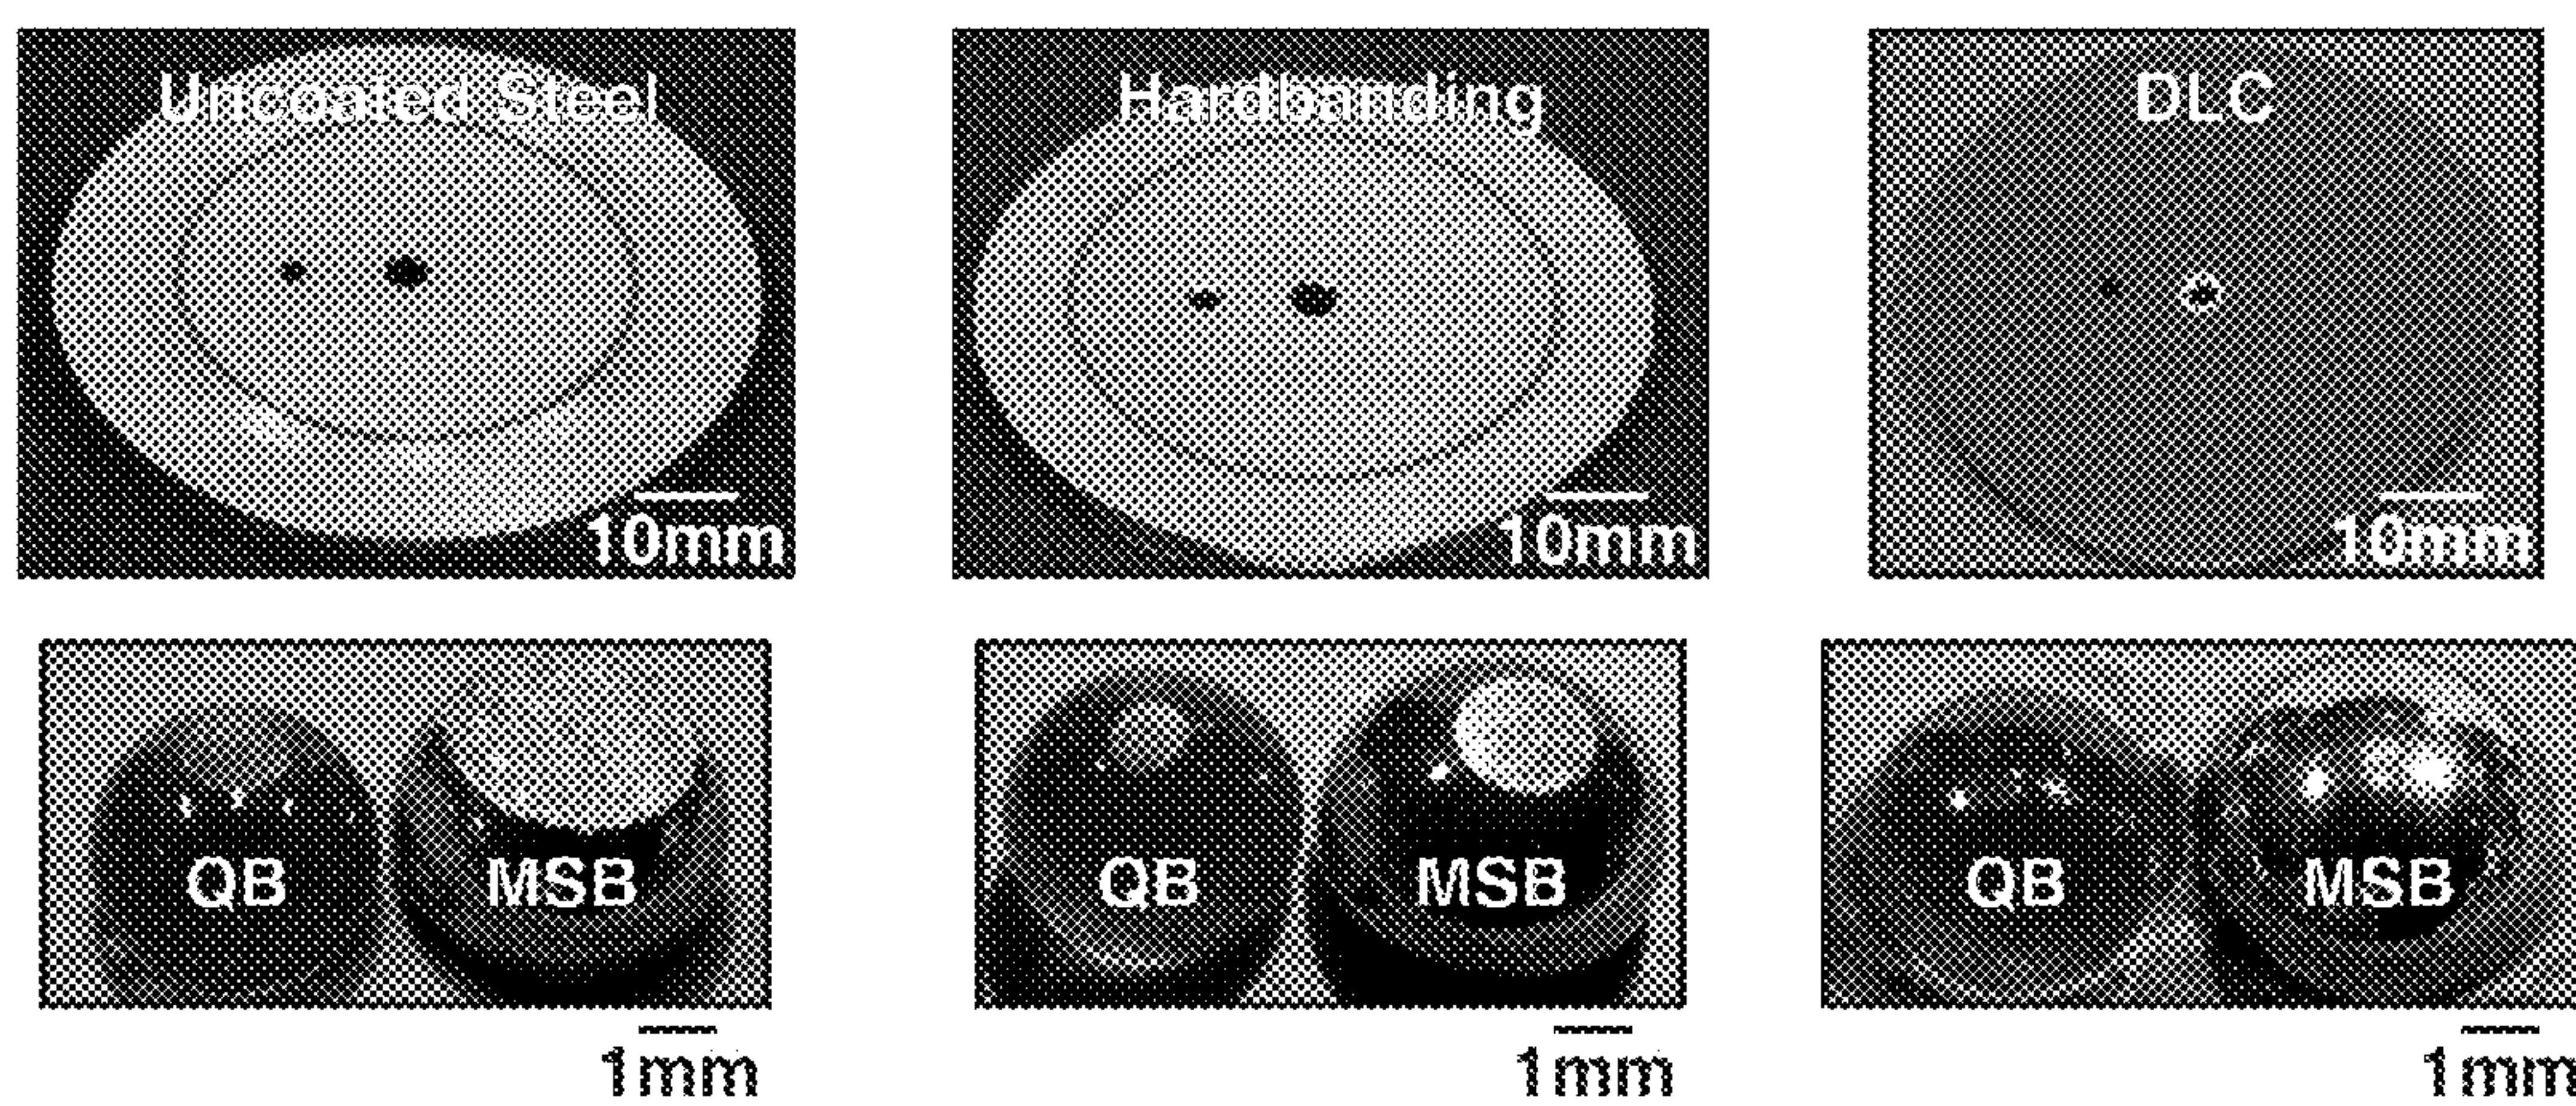 Uncoated Steel
Hardbanding
DLC
10mm
10mm
10mm
QB
MSB
QB
MSB
QB
MSB
1mm
1mm
1mm